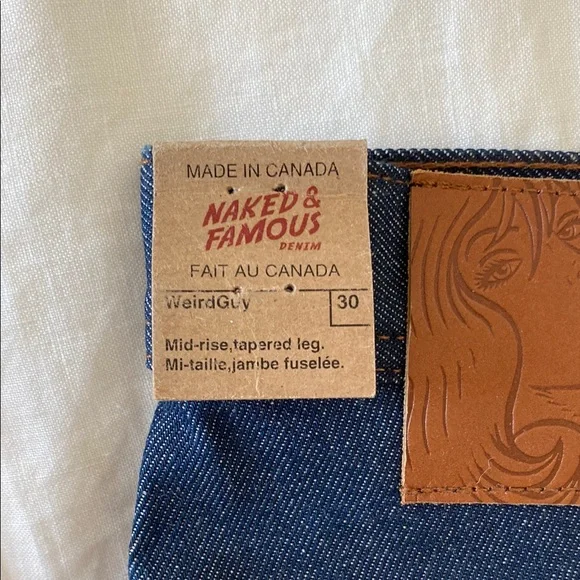 MADE IN CANADA
NAKED &
FAMOUS
DENIM
FAIT AU CANADA
WeirdGuy 30
Mid-rise,tapered leg.
Mi-taille,jambe fuselée.